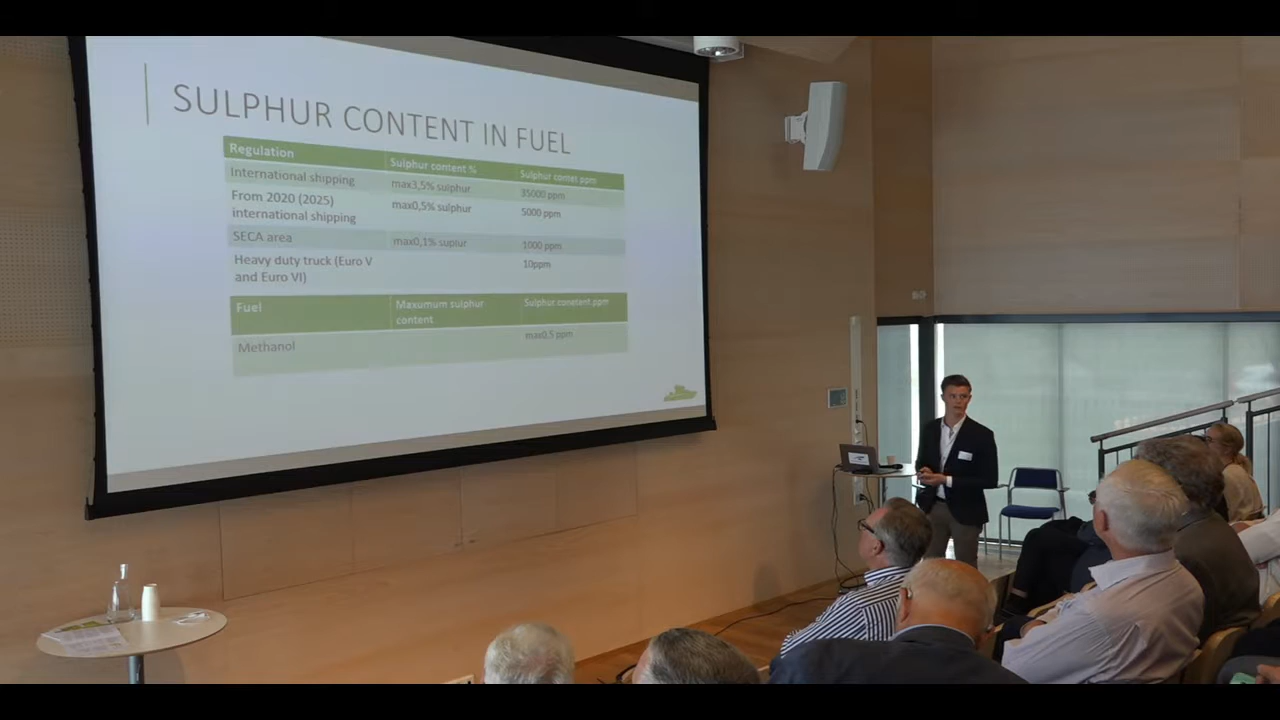 SULPHUR CONTENT IN FUEL
Regulation Sulphur content % Sulphur contet ppm
International shipping max3,5% sulphur 35000 ppm
From 2020 (2025) max0,5% sulphur 5000 ppm
international shipping
SECA area max0,1% suplur 1000 ppm
Heavy duty truck (Euro V 10ppm
and Euro VI)
Fuel Maxumum sulphur Sulphur conetent ppm
content
Methanol max0,5 ppm